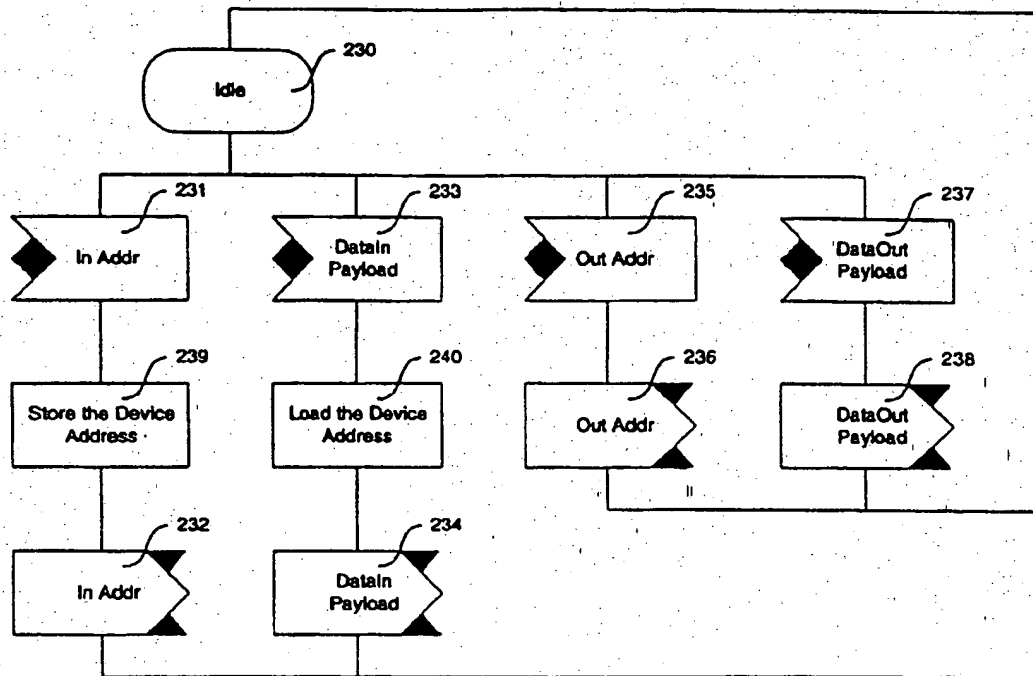 230
Idle
231
233
235
237
In Addr
DataIn
Payload
Out Addr
DataOut
Payload
239
240
236
238
Store the Device
Address
Load the Device
Address
Out Addr
DataOut
Payload
232
234
In Addr
DataIn
Payload